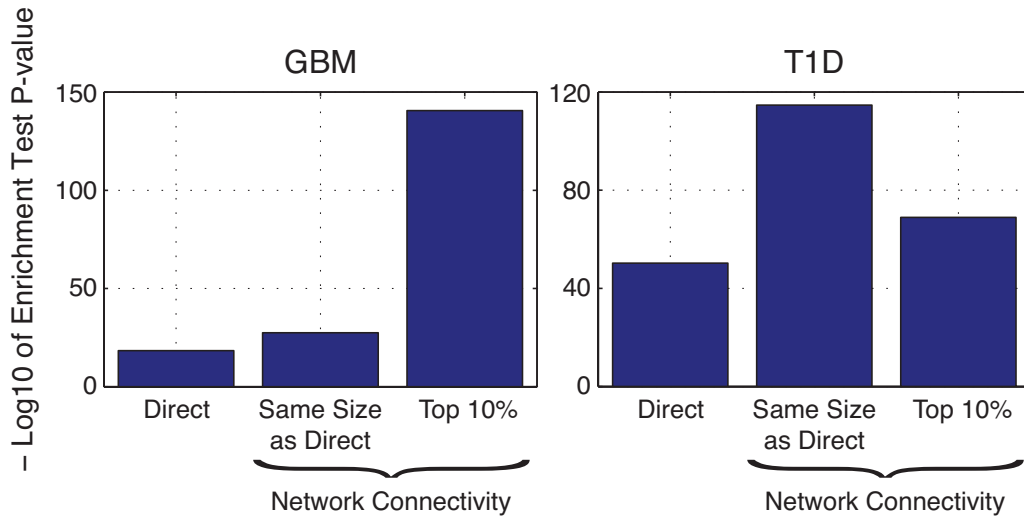 − Log10 of Enrichment Test P-value
GBM
150
100
50
0
Direct
Same Size
as Direct
Top 10%
Network Connectivity
T1D
120
80
40
0
Direct
Same Size
as Direct
Top 10%
Network Connectivity